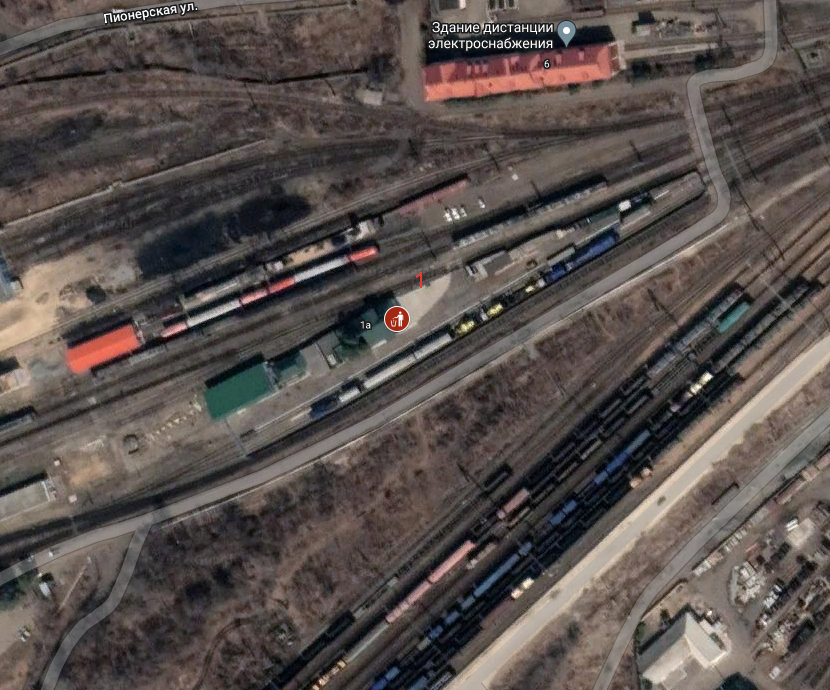 Пионерская ул.
Здание дистанции
электроснабжения
6
1
1а